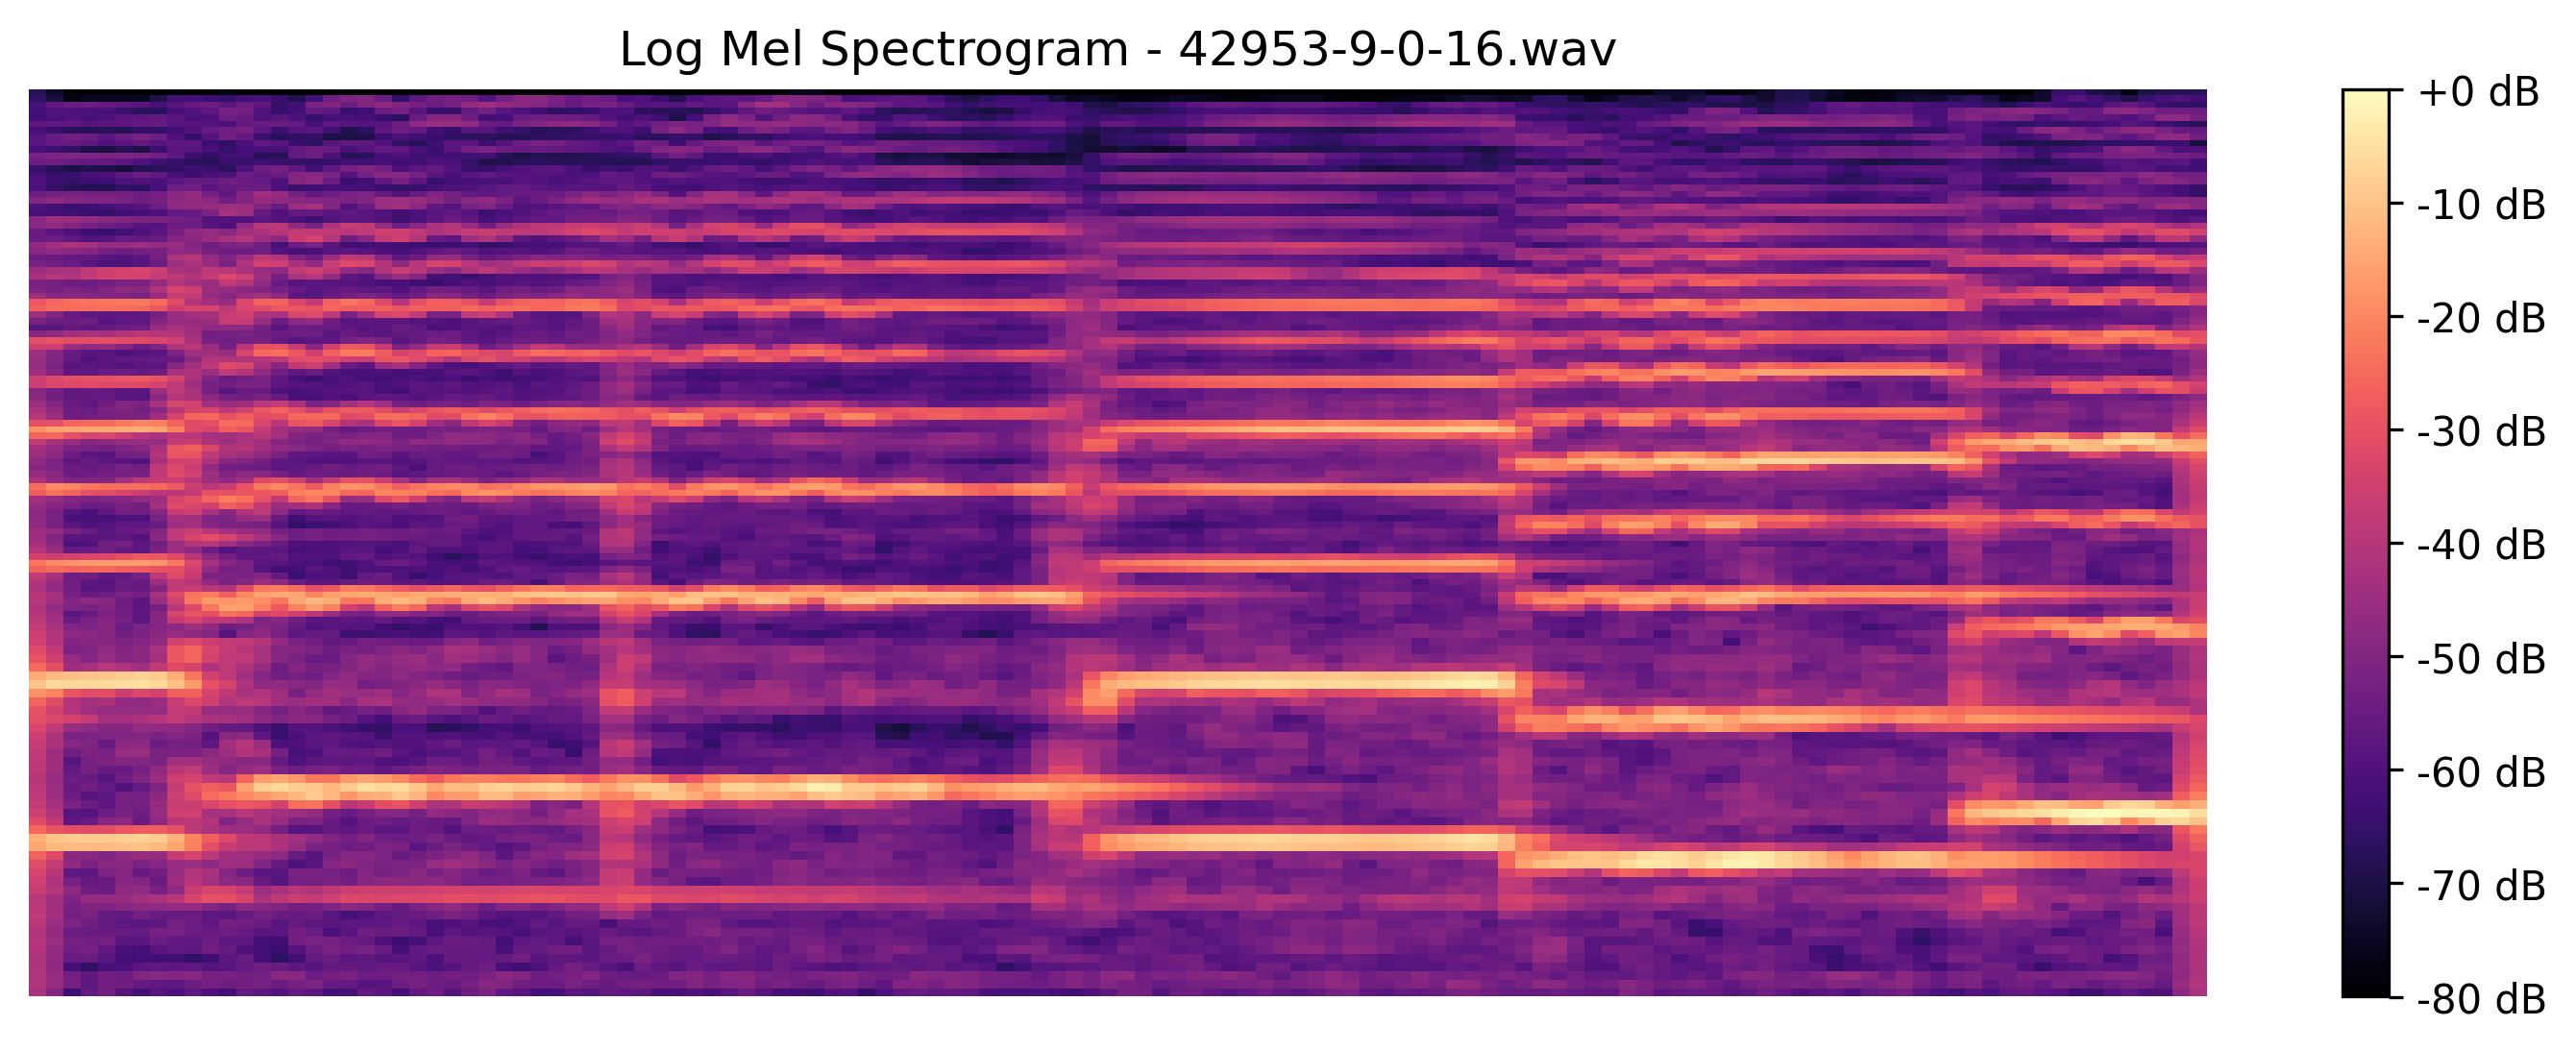 Log Mel Spectrogram - 42953-9-0-16.wav
+0 dB
-10 dB
-20 dB
-30 dB
-40 dB
-50 dB
-60 dB
-70 dB
-80 dB